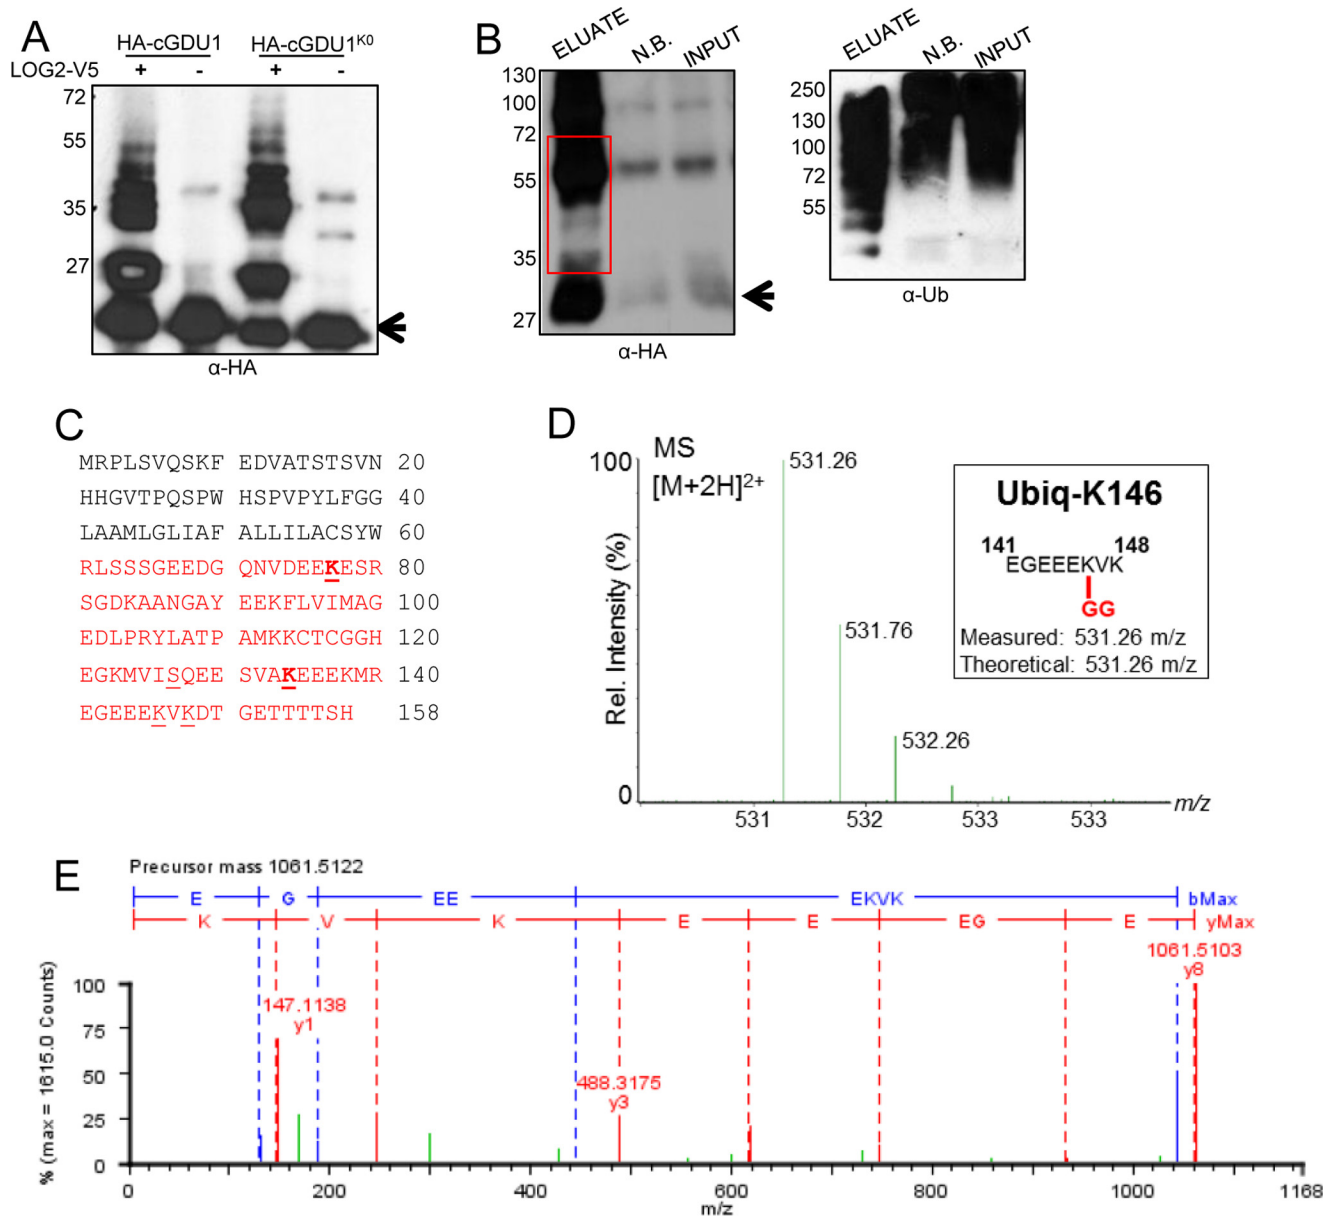 A
HA-cGDU1 HA-cGDU1K0
LOG2-V5 + - + -
72
55
35
27
α-HA
B
ELUATE N.B. INPUT
130
100
72
55
35
27
α-HA
ELUATE N.B. INPUT
250
130
100
72
55
α-Ub
C
MRPLSVQSKF EDVATSTSVN 20
HHGVTPQSPW HSPVPYLFGG 40
LAAMLGLIAF ALLILACSYW 60
RLSSSGEEDG QNVDEEKESR 80
SGDKAANGAY EEKFLVIMAG 100
EDLPRYLATP AMKKCTCGGH 120
EGKMVISQEE SVAKEEEKMR 140
EGEEEKVKDT GETTTTSH 158
D
MS
[M+2H]2+
100
0
Rel. Intensity (%)
531.26
531.76
532.26
531 532 533 533
m/z
Ubiq-K146
141 148
EGEEEKVK
GG
Measured: 531.26 m/z
Theoretical: 531.26 m/z
E
Precursor mass 1061.5122
E G EE EKVK bMax
K V K E E EG E yMax
1061.5103
y8
147.1138
y1
488.3175
y3
% (max = 1615.0 Counts)
100
75
50
25
0
0 200 400 600 800 1000 1168
m/z